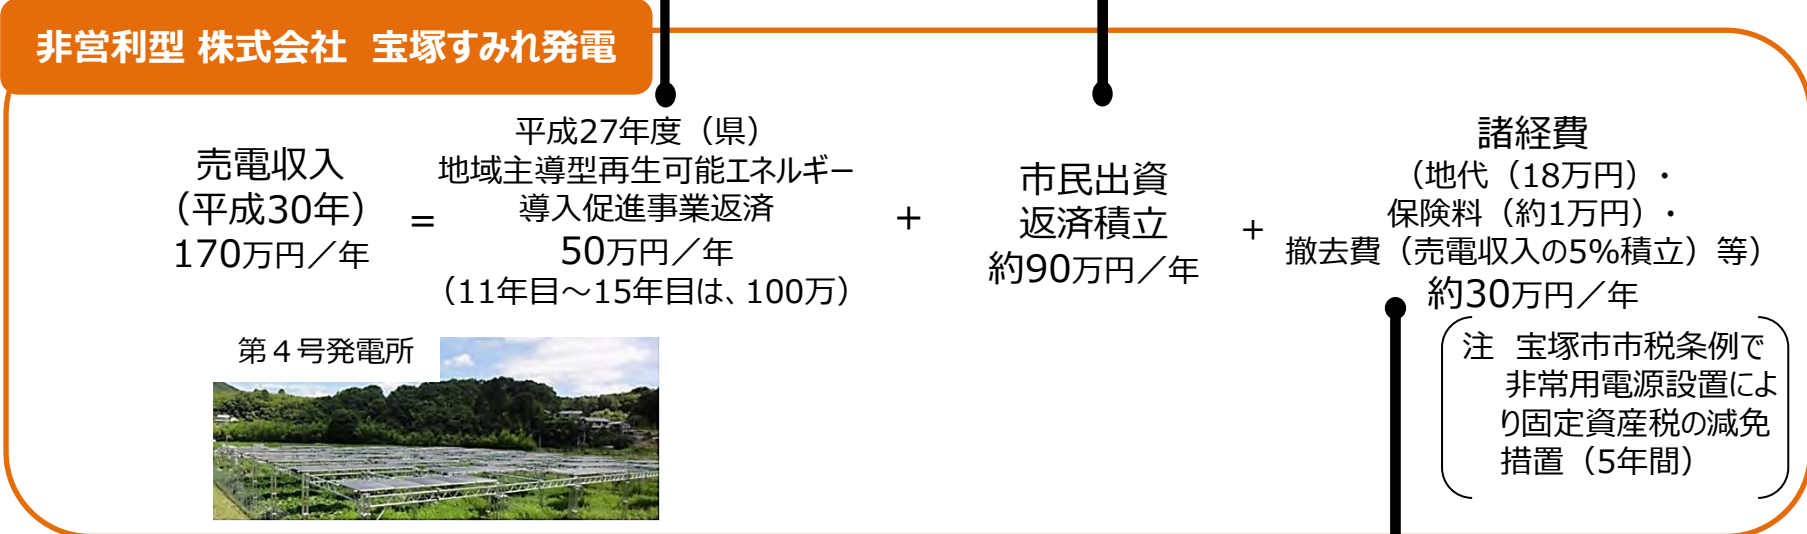 非営利型 株式会社　宝塚すみれ発電
売電収入
（平成30年）
170万円／年
＝
平成27年度（県）
地域主導型再生可能エネルギー
導入促進事業返済
50万円／年
（11年目～15年目は、100万）
＋
市民出資
返済積立
約90万円／年
＋
諸経費
（地代（18万円）・
保険料（約1万円）・
撤去費（売電収入の5％積立）等）
約30万円／年
注　宝塚市市税条例で
非常用電源設置によ
り固定資産税の減免
措置（5年間）
第４号発電所